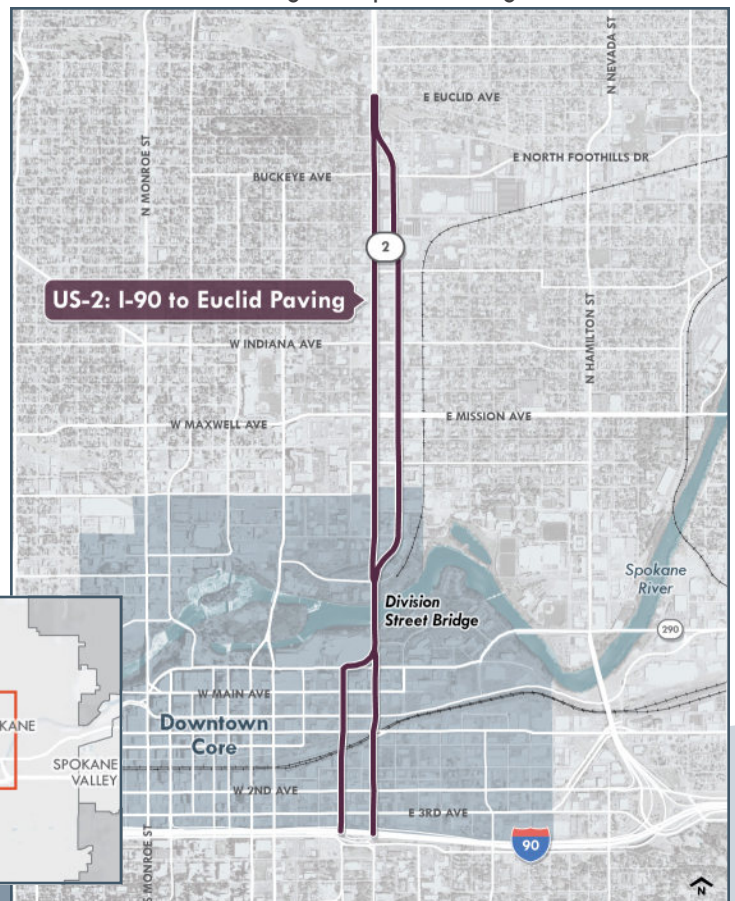 N NEVADA ST
E EUCLID AVE
N MONROE ST
E NORTH FOOTHILLS DR
BUCKEYE AVE
2
US-2: I-90 to Euclid Paving
N HAMILTON ST
W INDIANA AVE
E MISSION AVE
W MAXWELL AVE
Spokane
River
Division
Street Bridge
290
W MAIN AVE
Downtown
Core
KANE
SPOKANE
VALLEY
W 2ND AVE
E 3RD AVE
90
S MONROE ST
N